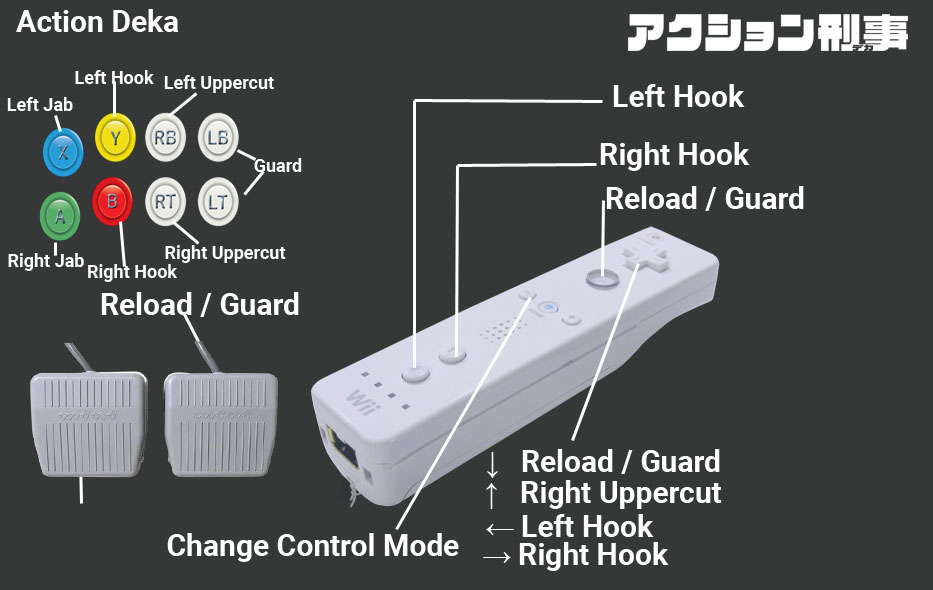 Action Deka
アクション刑事
デカ
Left Hook
Left Uppercut
Left Jab
X
Y
RB
LB
Guard
A
B
RT
LT
Right Jab
Right Hook
Right Uppercut
Reload / Guard
Left Hook
Right Hook
Reload / Guard
Wii
↓ Reload / Guard
↑ Right Uppercut
← Left Hook
→ Right Hook
Change Control Mode